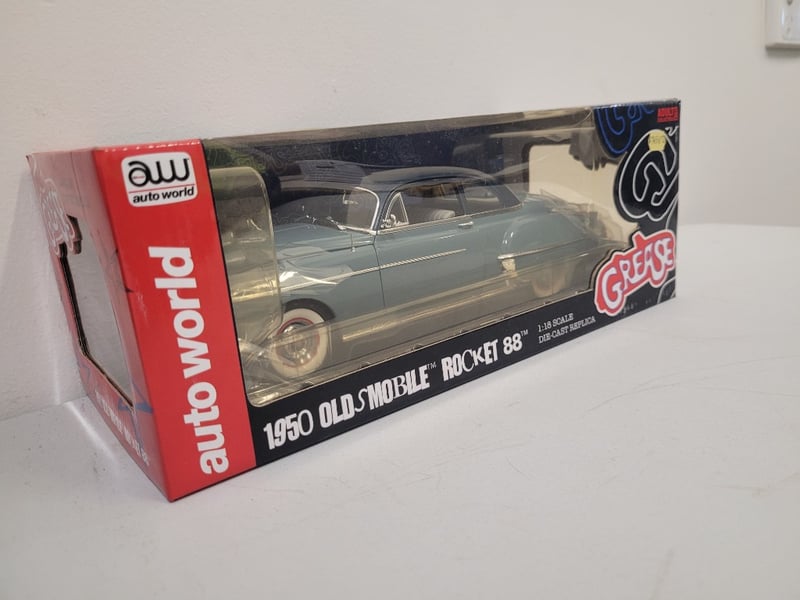 aw
auto world
auto world
1950 OLDSMOBILE™ ROCKET 88™
1:18 SCALE
DIE-CAST REPLICA
GREASE